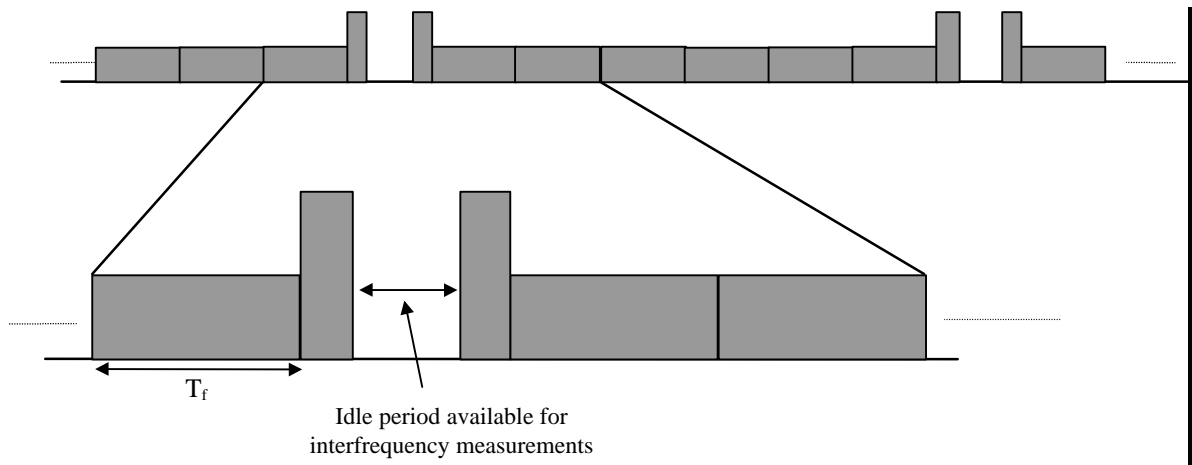 T_f
Idle period available for
interfrequency measurements